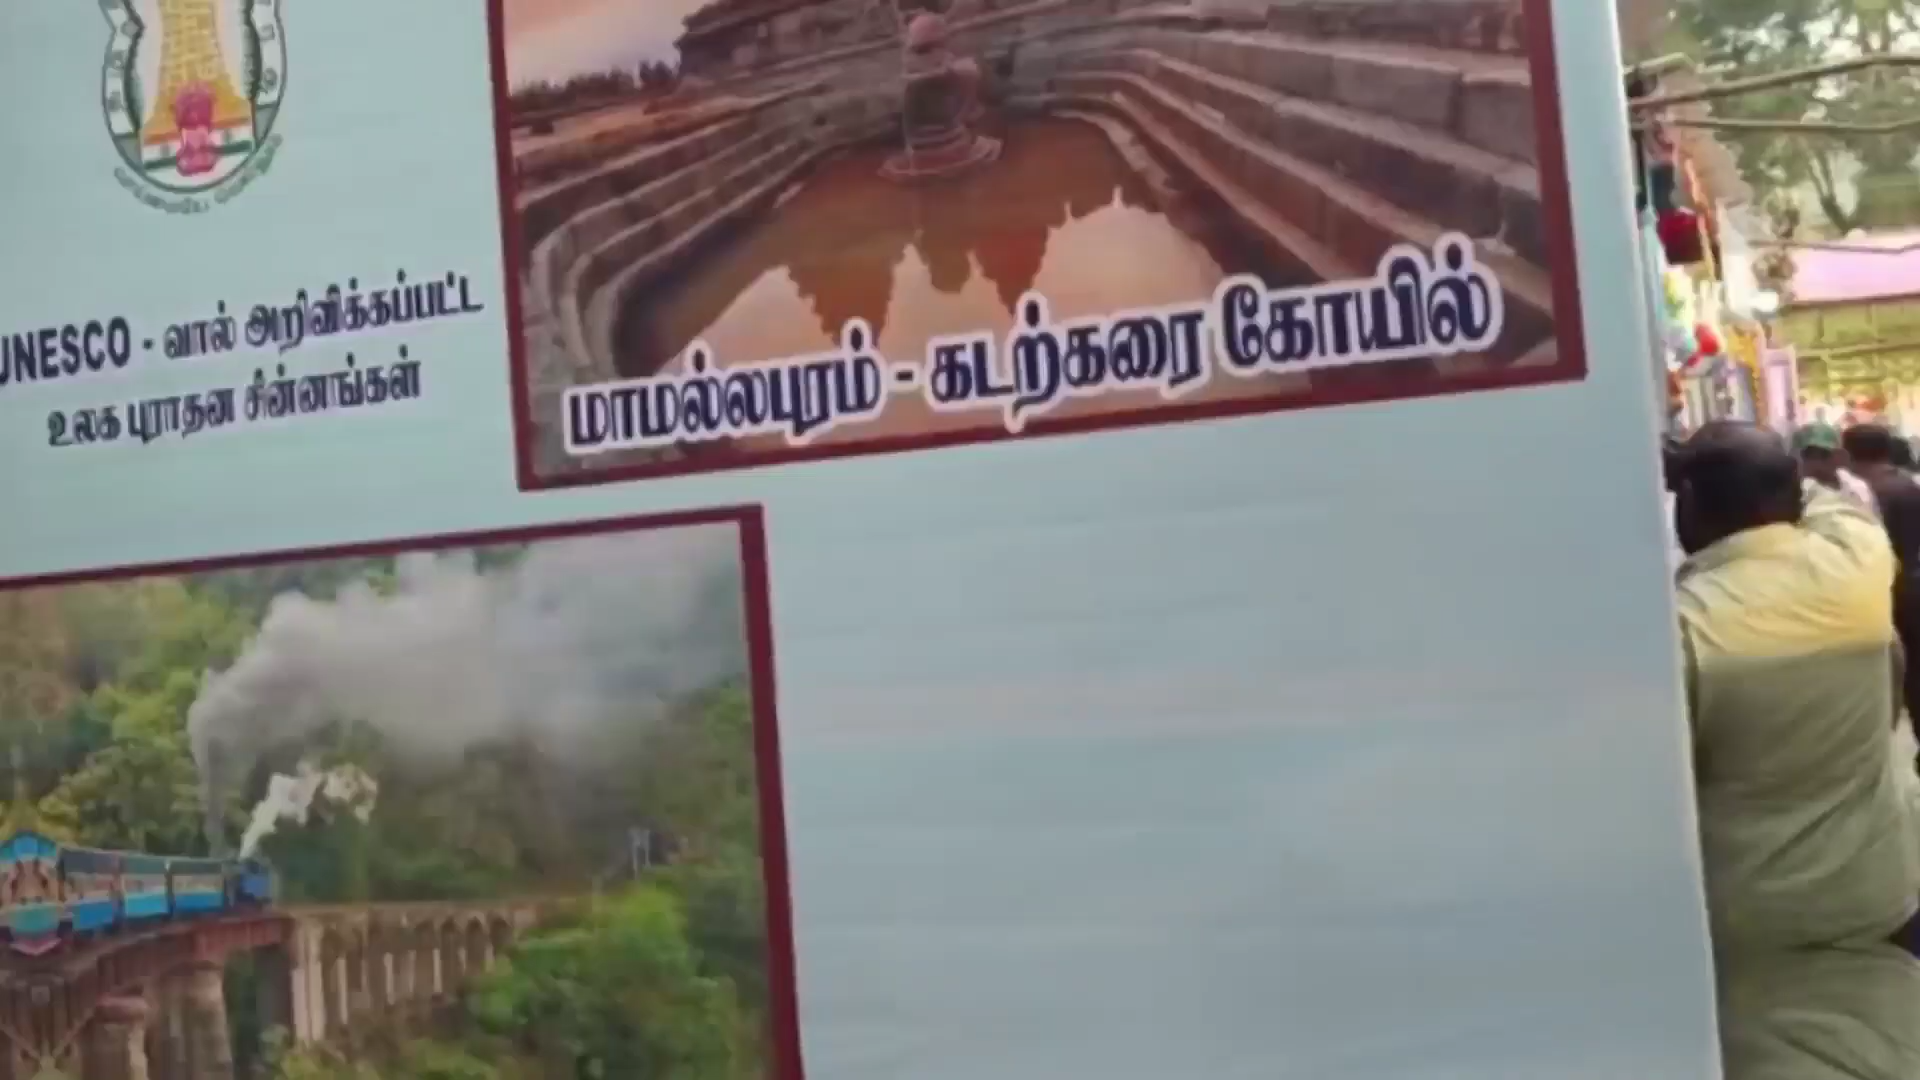 UNESCO - வால் அறிவிக்கப்பட்ட
உலக புராதன சின்னங்கள்
மாமல்லபுரம் - கடற்கரை கோயில்